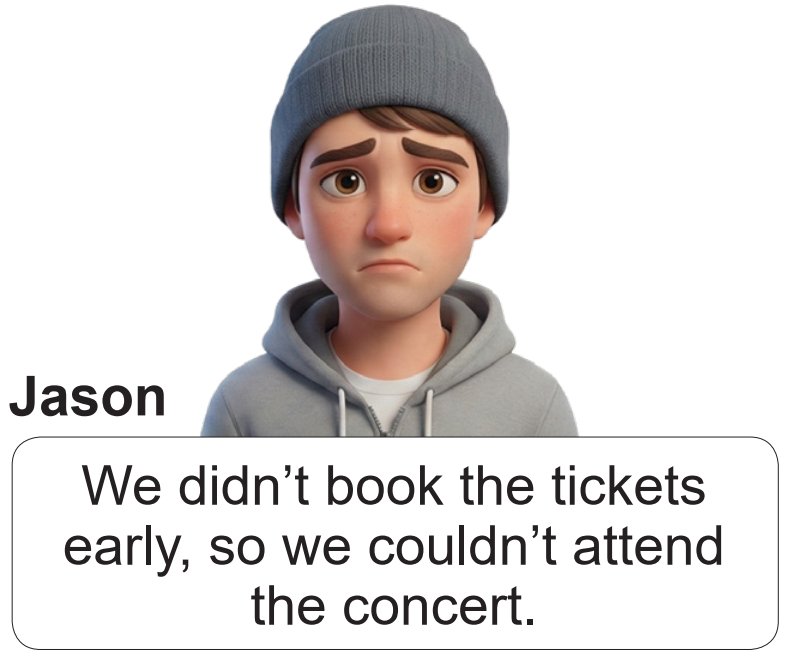 Jason
We didn’t book the tickets
early, so we couldn’t attend
the concert.